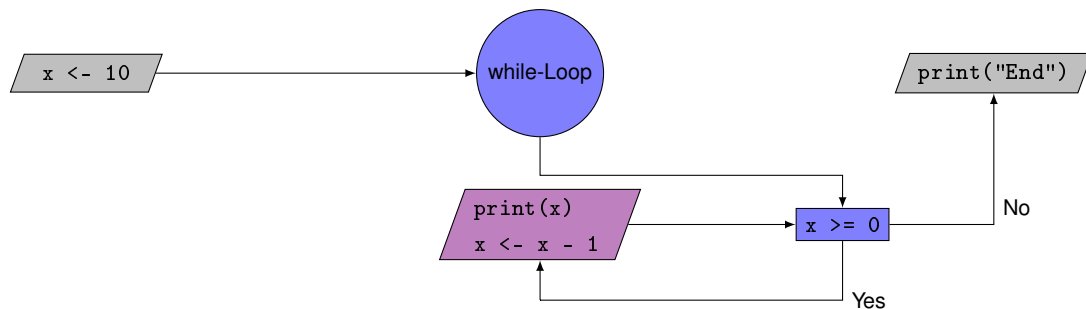 x <- 10
while-Loop
print("End")
print(x)
x <- x - 1
x >= 0
No
Yes